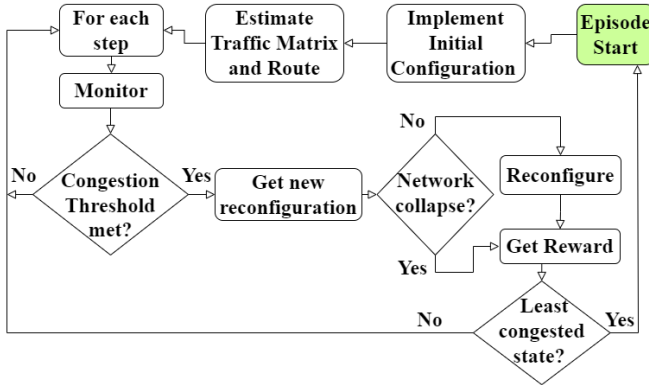 For each
step
Estimate
Traffic Matrix
and Route
Implement
Initial
Configuration
Episode
Start
Monitor
No
Congestion
Threshold
met?
Yes
Get new
reconfiguration
No
Network
collapse?
Yes
Reconfigure
Get Reward
No
Least
congested
state?
Yes